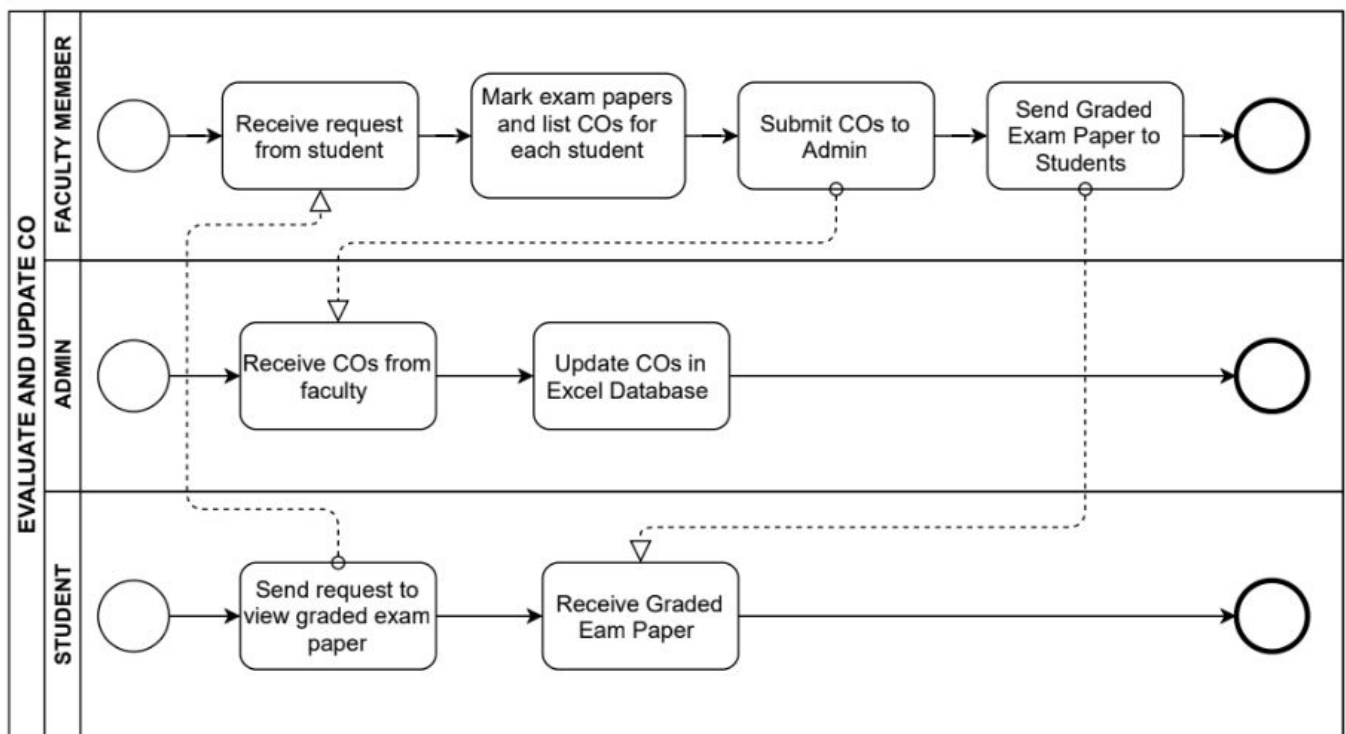 EVALUATE AND UPDATE CO
FACULTY MEMBER
Receive request
from student
Mark exam papers
and list COs for
each student
Submit COs to
Admin
Send Graded
Exam Paper to
Students
ADMIN
Receive COs from
faculty
Update COs in
Excel Database
STUDENT
Send request to
view graded exam
paper
Receive Graded
Eam Paper